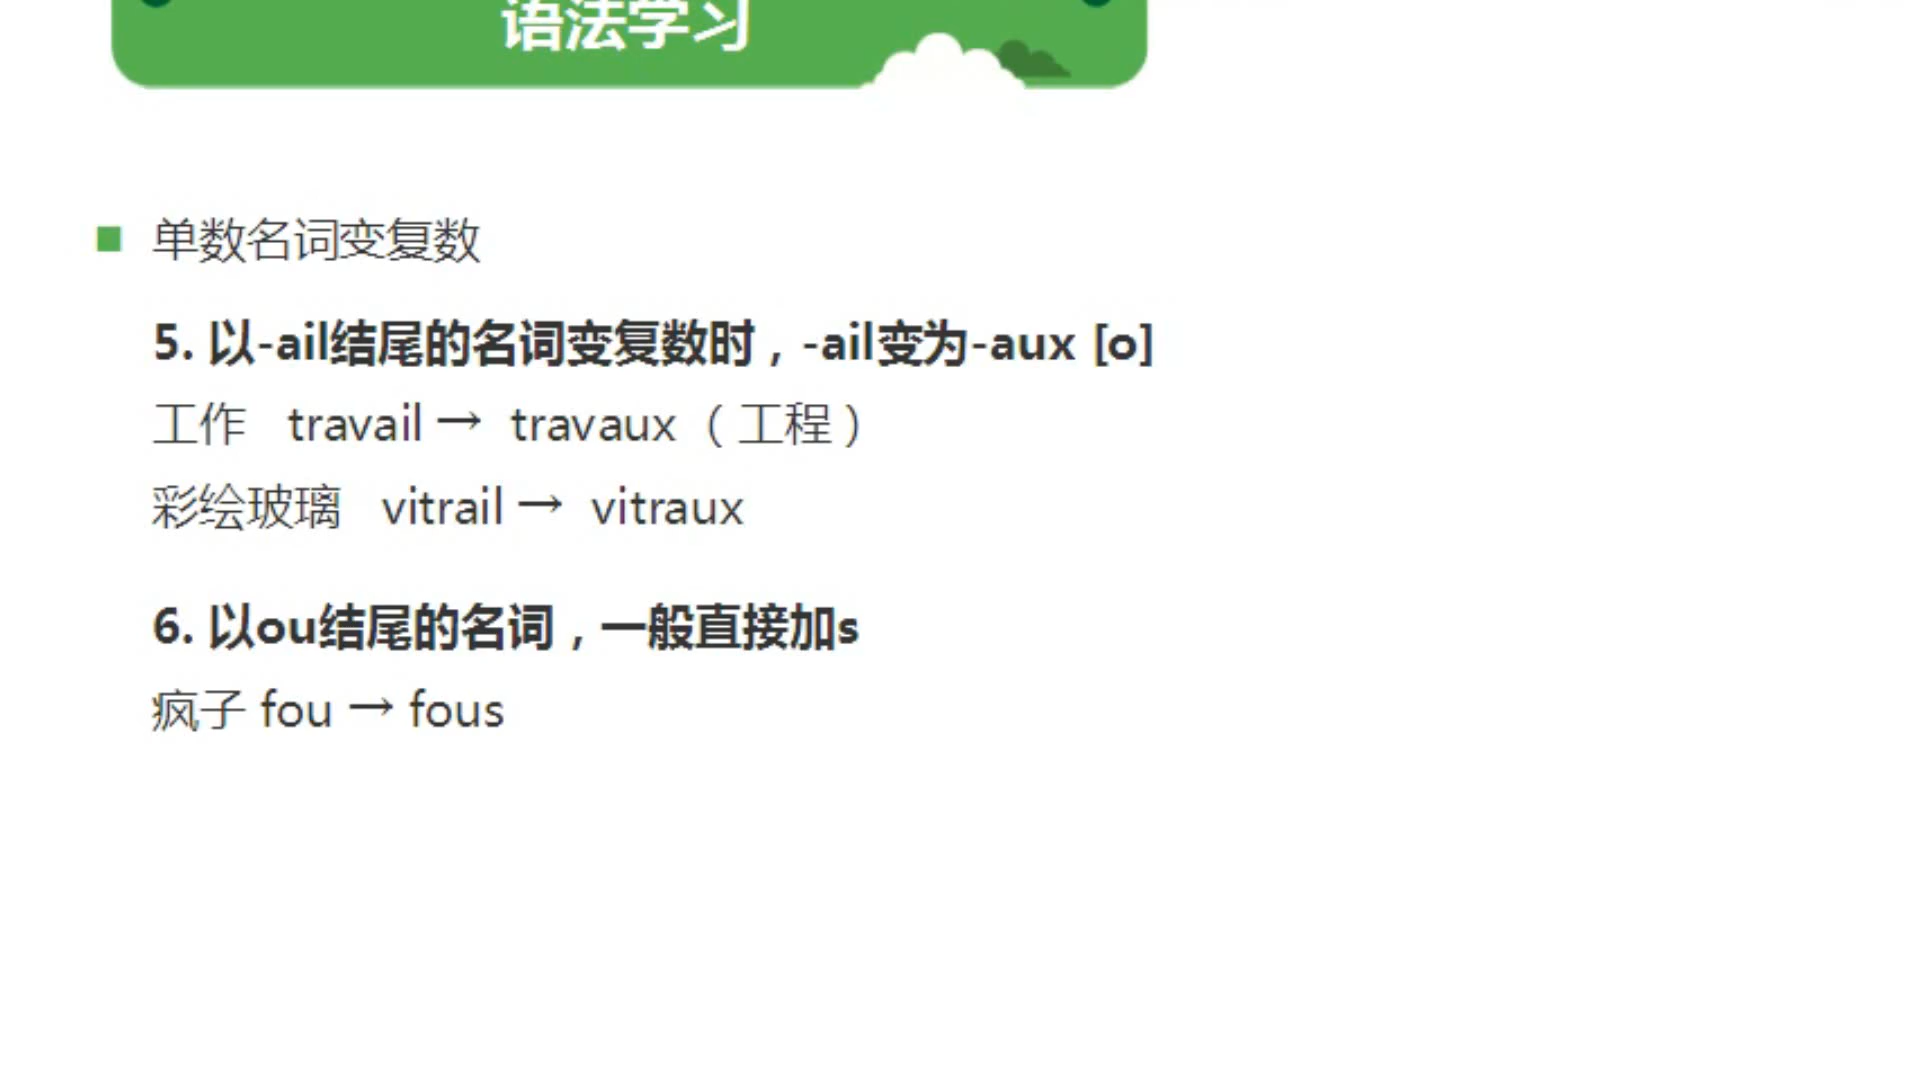 语法学习
单数名词变复数
5. 以-ail结尾的名词变复数时，-ail变为-aux [o]
工作 travail → travaux（工程）
彩绘玻璃 vitrail → vitraux
6. 以ou结尾的名词，一般直接加s
疯子 fou → fous